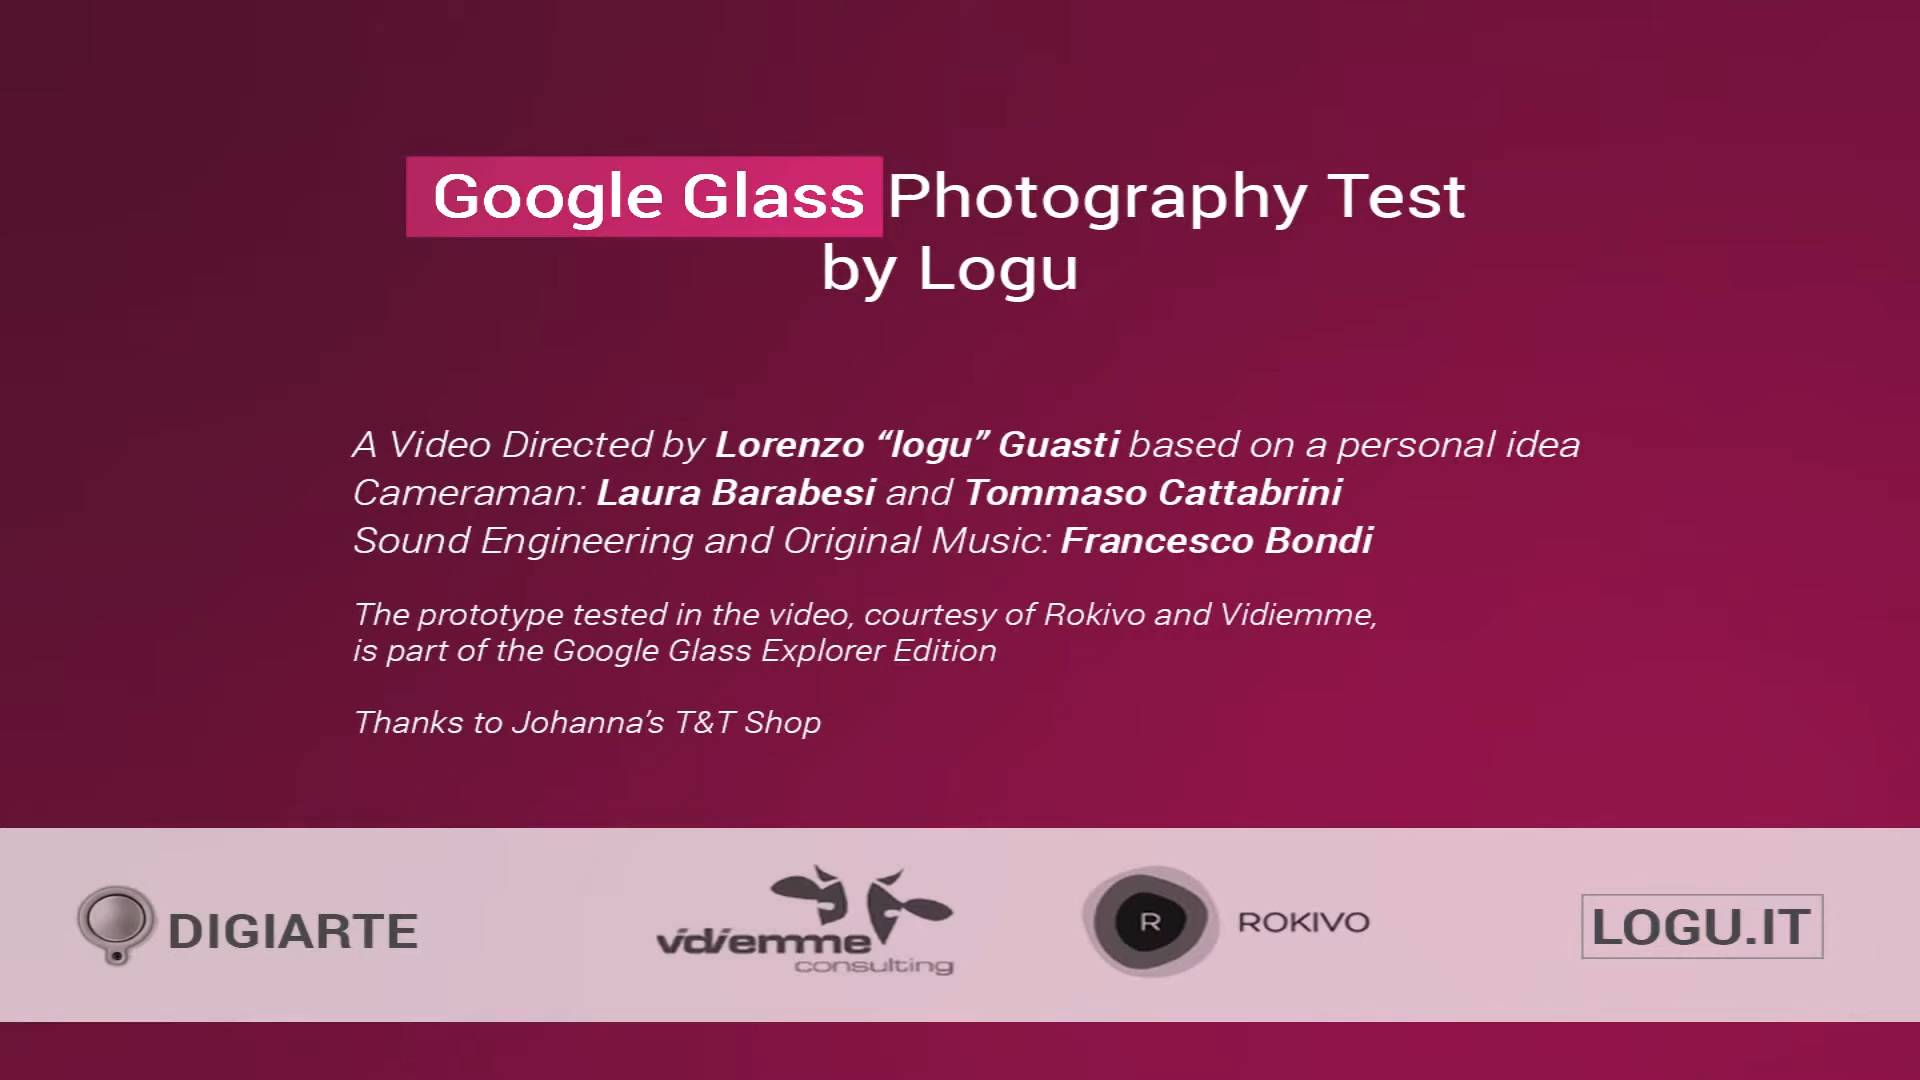 Google Glass Photography Test
by Logu
A Video Directed by Lorenzo “logu” Guasti based on a personal idea
Cameraman: Laura Barabesi and Tommaso Cattabrini
Sound Engineering and Original Music: Francesco Bondi
The prototype tested in the video, courtesy of Rokivo and Vidiemme,
is part of the Google Glass Explorer Edition
Thanks to Johanna’s T&T Shop
DIGIARTE
vidiemme
consulting
R
ROKIVO
LOGU.IT